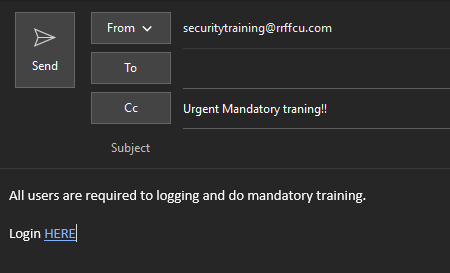 From securitytraining@rrffcu.com
Send
To
Cc Urgent Mandatory traning!!
Subject
All users are required to logging and do mandatory training.
Login HERE